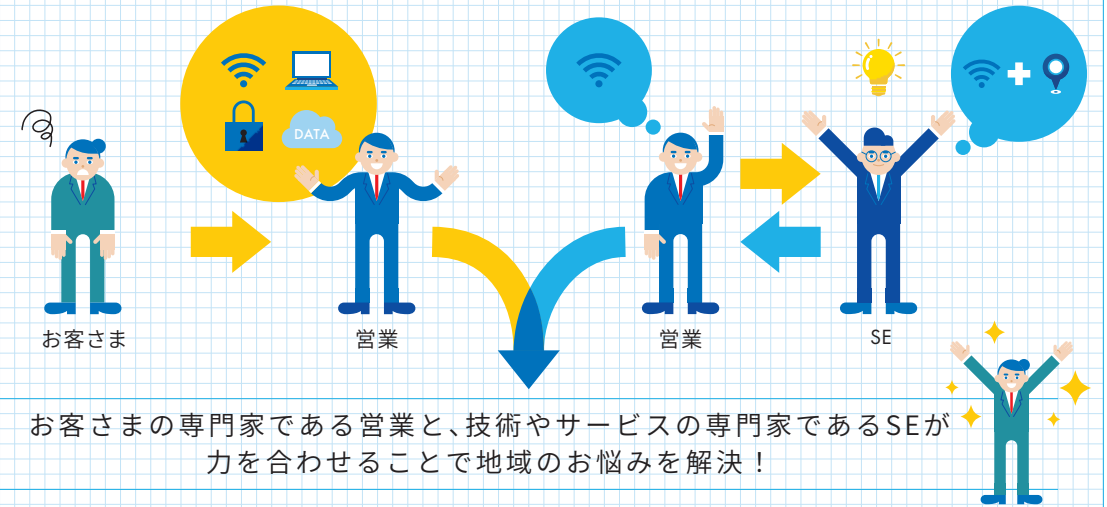 DATA
お客さま
営業
営業
SE
お客さまの専門家である営業と、技術やサービスの専門家であるSEが
力を合わせることで地域のお悩みを解決！